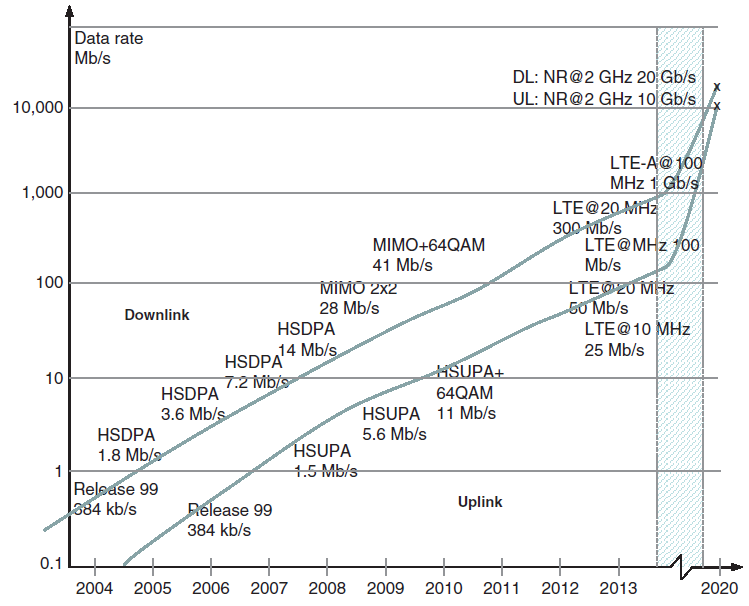 Data rate
Mb/s
DL: NR@2 GHz 20 Gb/s
UL: NR@2 GHz 10 Gb/s
10,000
LTE-A@100
MHz 1 Gb/s
1,000
LTE@20 MHz
300 Mb/s
MIMO+64QAM
41 Mb/s
LTE@MHz 100
Mb/s
100
MIMO 2x2
28 Mb/s
LTE@20 MHz
50 Mb/s
Downlink
HSDPA
14 Mb/s
LTE@10 MHz
25 Mb/s
HSDPA
7.2 Mb/s
10
HSUPA+
64QAM
11 Mb/s
HSDPA
3.6 Mb/s
HSUPA
5.6 Mb/s
HSDPA
1.8 Mb/s
HSUPA
1.5 Mb/s
1
Release 99
384 kb/s
Release 99
384 kb/s
Uplink
0.1
2004 2005 2006 2007 2008 2009 2010 2011 2012 2013 2020